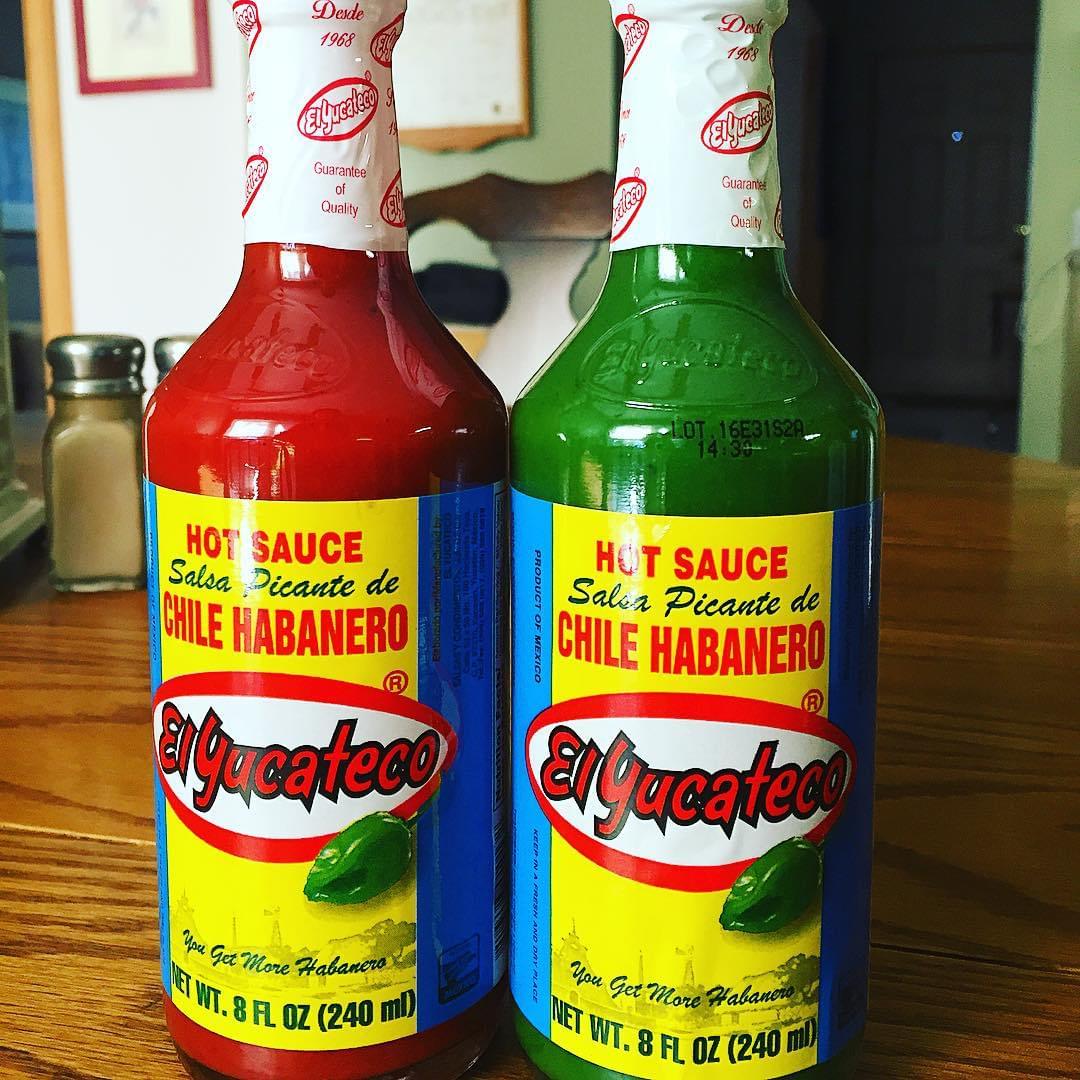 Desde
1968
El Yucateco
Guarantee
of
Quality
HOT SAUCE
Salsa Picante de
CHILE HABANERO
®
El Yucateco
You Get More Habanero
NET WT. 8 FL OZ (240 ml)
Desde
1968
El Yucateco
Guarantee
of
Quality
El Yucateco
LOT 16E31S2A
14:30
HOT SAUCE
Salsa Picante de
CHILE HABANERO
®
El Yucateco
You Get More Habanero
NET WT. 8 FL OZ (240 ml)
PRODUCT OF MEXICO
KEEP IN A FRESH AND DRY PLACE